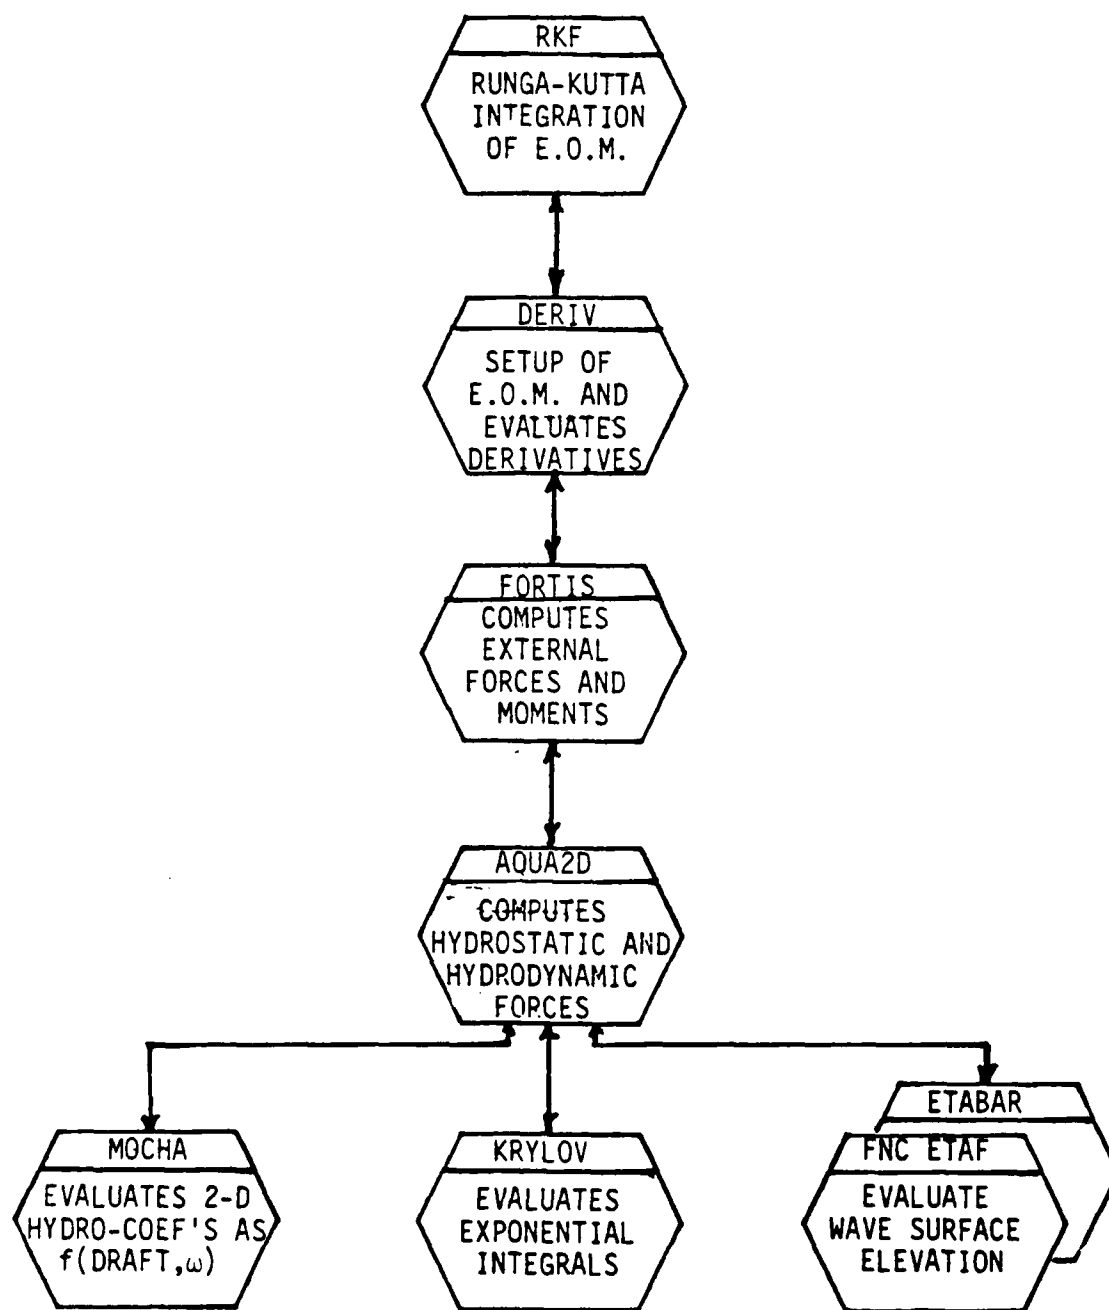 RKF
RUNGA-KUTTA
INTEGRATION
OF E.O.M.
DERIV
SETUP OF
E.O.M. AND
EVALUATES
DERIVATIVES
FORTIS
COMPUTES
EXTERNAL
FORCES AND
MOMENTS
AQUA2D
COMPUTES
HYDROSTATIC AND
HYDRODYNAMIC
FORCES
MOCHA
EVALUATES 2-D
HYDRO-COEF'S AS
f(DRAFT,ω)
KRYLOV
EVALUATES
EXPONENTIAL
INTEGRALS
ETABAR
FNC ETAF
EVALUATE
WAVE SURFACE
ELEVATION